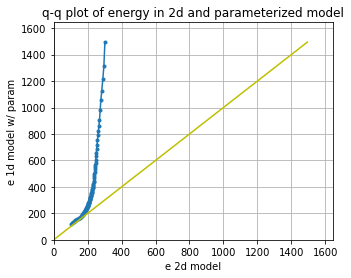 q-q plot of energy in 2d and parameterized model
1600
1400
1200
1000
800
600
400
200
0
e 1d model w/ param
0 200 400 600 800 1000 1200 1400 1600
e 2d model